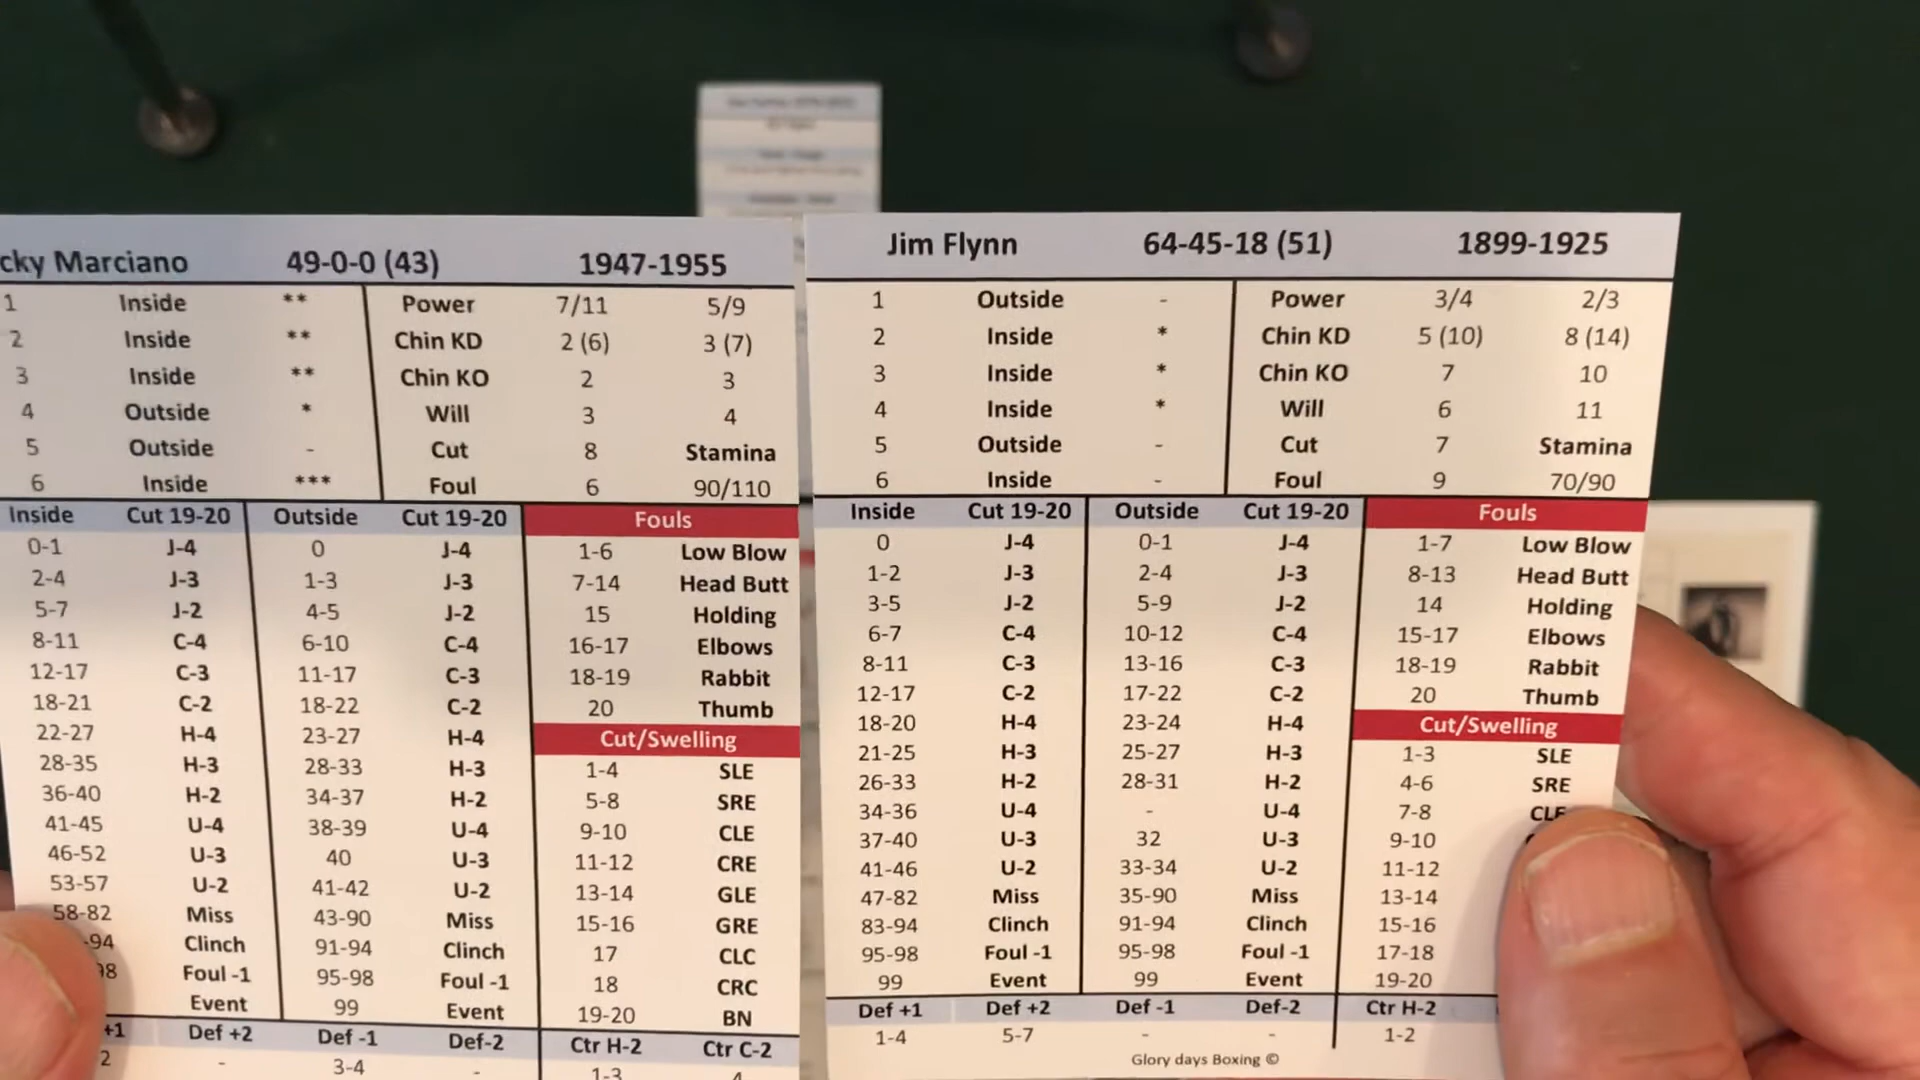 cky Marciano 49-0-0 (43) 1947-1955
1 Inside ** Power 7/11 5/9
2 Inside ** Chin KD 2 (6) 3 (7)
3 Inside ** Chin KO 2 3
4 Outside * Will 3 4
5 Outside - Cut 8 Stamina
6 Inside *** Foul 6 90/110
Inside Cut 19-20 Outside Cut 19-20 Fouls
0-1 J-4 0 J-4 1-6 Low Blow
2-4 J-3 1-3 J-3 7-14 Head Butt
5-7 J-2 4-5 J-2 15 Holding
8-11 C-4 6-10 C-4 16-17 Elbows
12-17 C-3 11-17 C-3 18-19 Rabbit
18-21 C-2 18-22 C-2 20 Thumb
22-27 H-4 23-27 H-4 Cut/Swelling
28-35 H-3 28-33 H-3 1-4 SLE
36-40 H-2 34-37 H-2 5-8 SRE
41-45 U-4 38-39 U-4 9-10 CLE
46-52 U-3 40 U-3 11-12 CRE
53-57 U-2 41-42 U-2 13-14 GLE
58-82 Miss 43-90 Miss 15-16 GRE
-94 Clinch 91-94 Clinch 17 CLC
98 Foul -1 95-98 Foul -1 18 CRC
Event 99 Event 19-20 BN
+1 Def +2 Def -1 Def-2 Ctr H-2 Ctr C-2
2 - 3-4 - 1-3 4
Jim Flynn 64-45-18 (51) 1899-1925
1 Outside - Power 3/4 2/3
2 Inside * Chin KD 5 (10) 8 (14)
3 Inside * Chin KO 7 10
4 Inside * Will 6 11
5 Outside - Cut 7 Stamina
6 Inside - Foul 9 70/90
Inside Cut 19-20 Outside Cut 19-20 Fouls
0 J-4 0-1 J-4 1-7 Low Blow
1-2 J-3 2-4 J-3 8-13 Head Butt
3-5 J-2 5-9 J-2 14 Holding
6-7 C-4 10-12 C-4 15-17 Elbows
8-11 C-3 13-16 C-3 18-19 Rabbit
12-17 C-2 17-22 C-2 20 Thumb
18-20 H-4 23-24 H-4 Cut/Swelling
21-25 H-3 25-27 H-3 1-3 SLE
26-33 H-2 28-31 H-2 4-6 SRE
34-36 U-4 - U-4 7-8 CLE
37-40 U-3 32 U-3 9-10
41-46 U-2 33-34 U-2 11-12
47-82 Miss 35-90 Miss 13-14
83-94 Clinch 91-94 Clinch 15-16
95-98 Foul -1 95-98 Foul -1 17-18
99 Event 99 Event 19-20
Def +1 Def +2 Def -1 Def-2 Ctr H-2
1-4 5-7 - - 1-2
Glory days Boxing ©